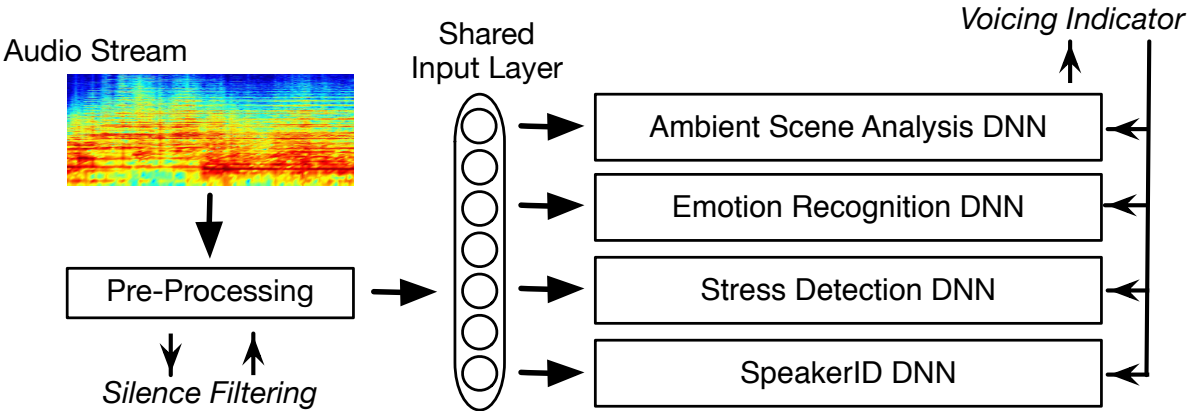 Audio Stream
Pre-Processing
Silence Filtering
Shared
Input Layer
Voicing Indicator
Ambient Scene Analysis DNN
Emotion Recognition DNN
Stress Detection DNN
SpeakerID DNN